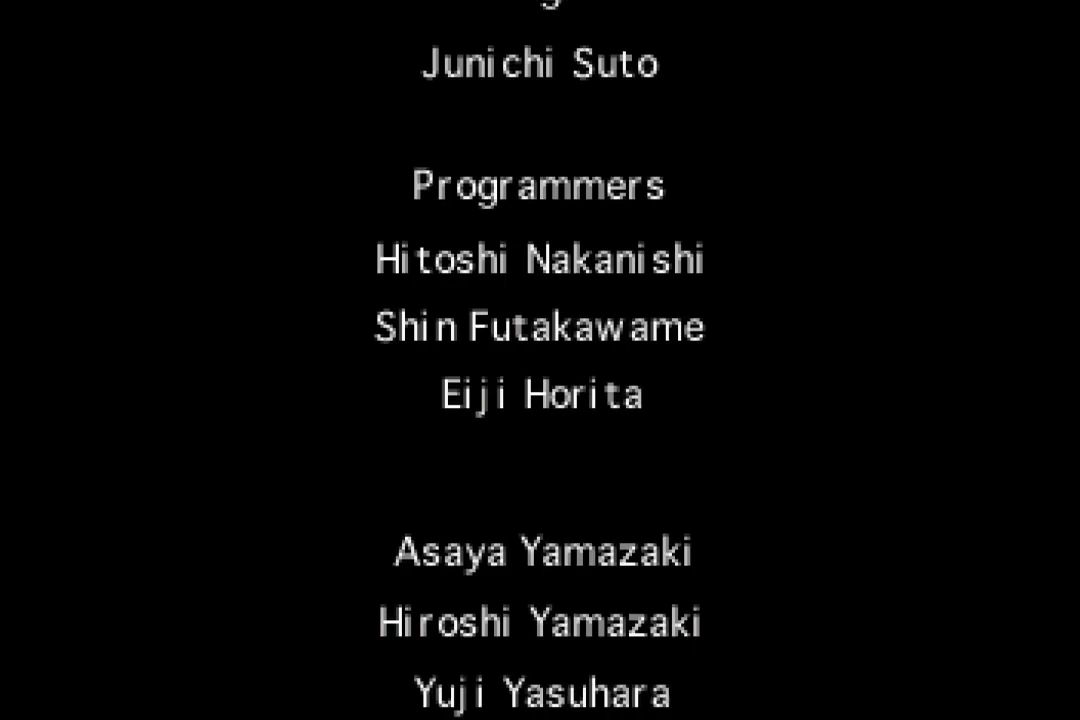 Junichi Suto
Programmers
Hitoshi Nakanishi
Shin Futakawame
Eiji Horita
Asaya Yamazaki
Hiroshi Yamazaki
Yuji Yasuhara